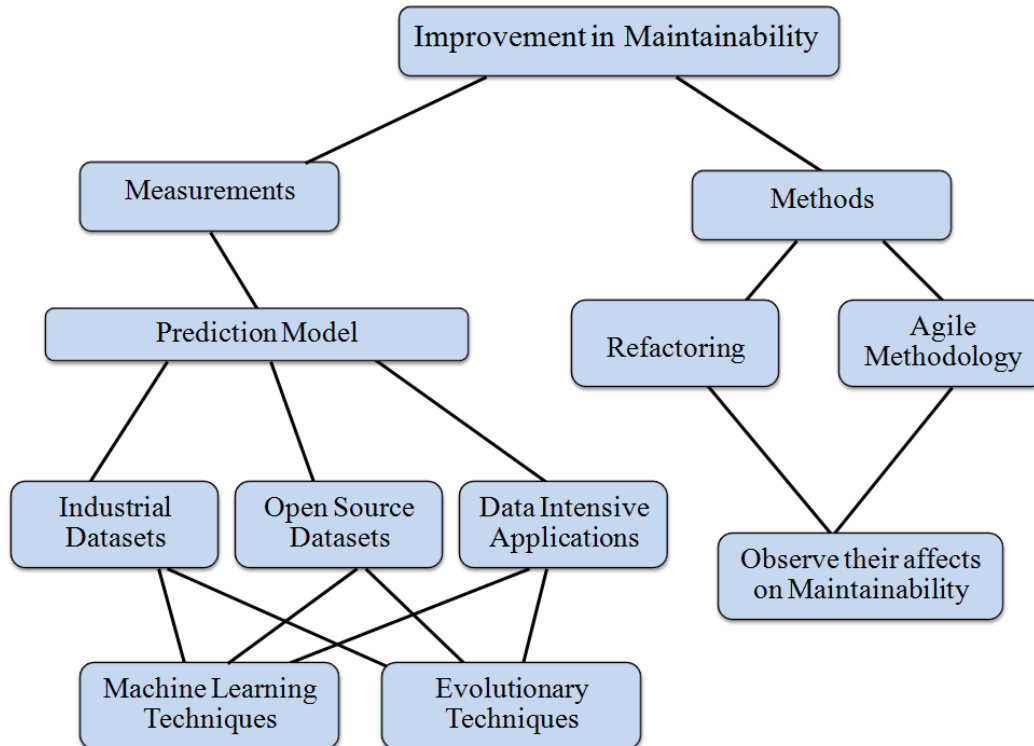 Improvement in Maintainability
Measurements
Methods
Prediction Model
Refactoring
Agile
Methodology
Industrial
Datasets
Open Source
Datasets
Data Intensive
Applications
Observe their affects
on Maintainability
Machine Learning
Techniques
Evolutionary
Techniques